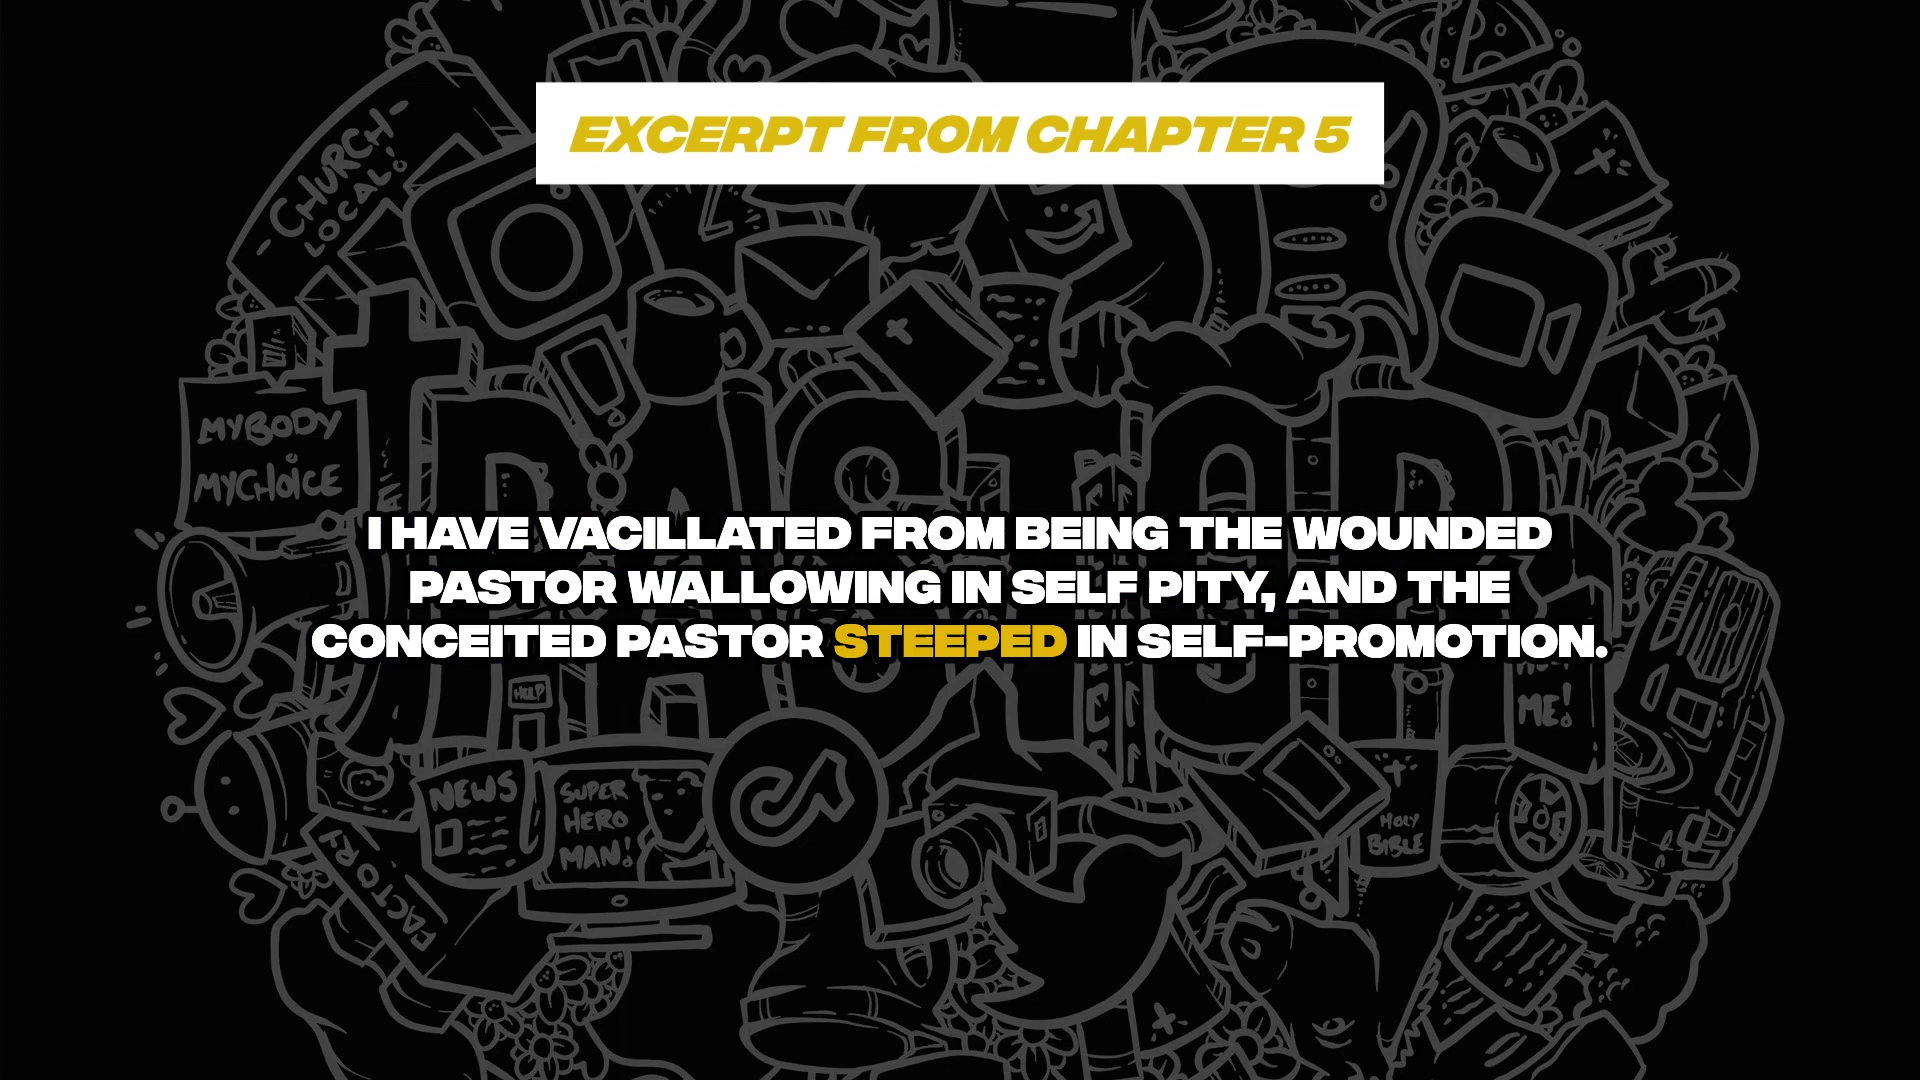 EXCERPT FROM CHAPTER 5
CHURCH
LOCAL!
MY BODY
MY CHOICE
PASTOR
I HAVE VACILLATED FROM BEING THE WOUNDED
PASTOR WALLOWING IN SELF PITY, AND THE
CONCEITED PASTOR STEEPED IN SELF-PROMOTION.
HELP
ME!
NEWS
SUPER
HERO
MAN!
HOLY
BIBLE
FACTORY